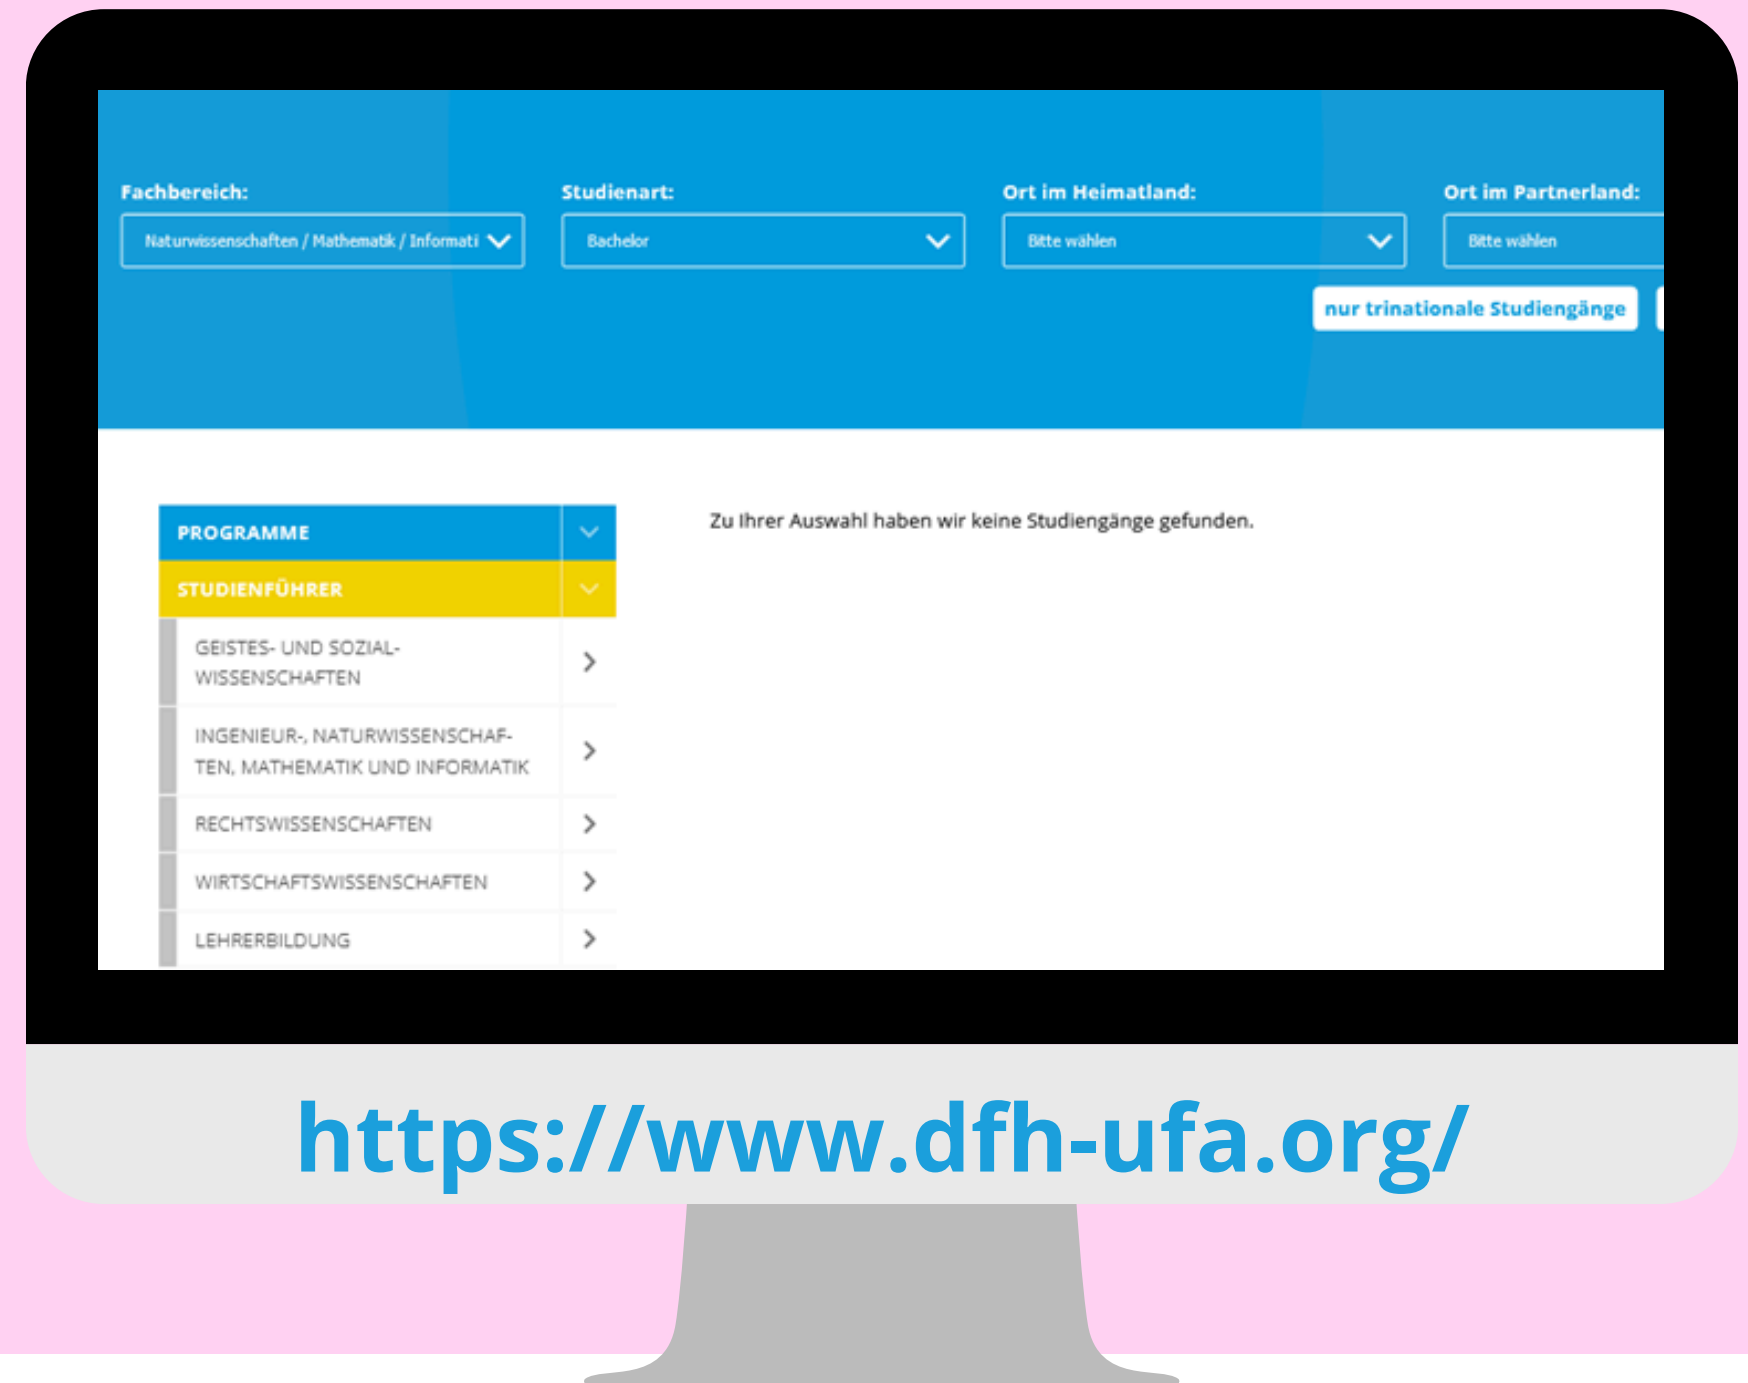 Fachbereich:
Studienart:
Ort im Heimatland:
Ort im Partnerland:
Naturwissenschaften / Mathematik / Informati
Bachelor
Bitte wählen
Bitte wählen
nur trinationale Studiengänge
PROGRAMME
Zu Ihrer Auswahl haben wir keine Studiengänge gefunden.
STUDIENFÜHRER
GEISTES- UND SOZIAL-
WISSENSCHAFTEN
INGENIEUR-, NATURWISSENSCHAF-
TEN, MATHEMATIK UND INFORMATIK
RECHTSWISSENSCHAFTEN
WIRTSCHAFTSWISSENSCHAFTEN
LEHRERBILDUNG
https://www.dfh-ufa.org/